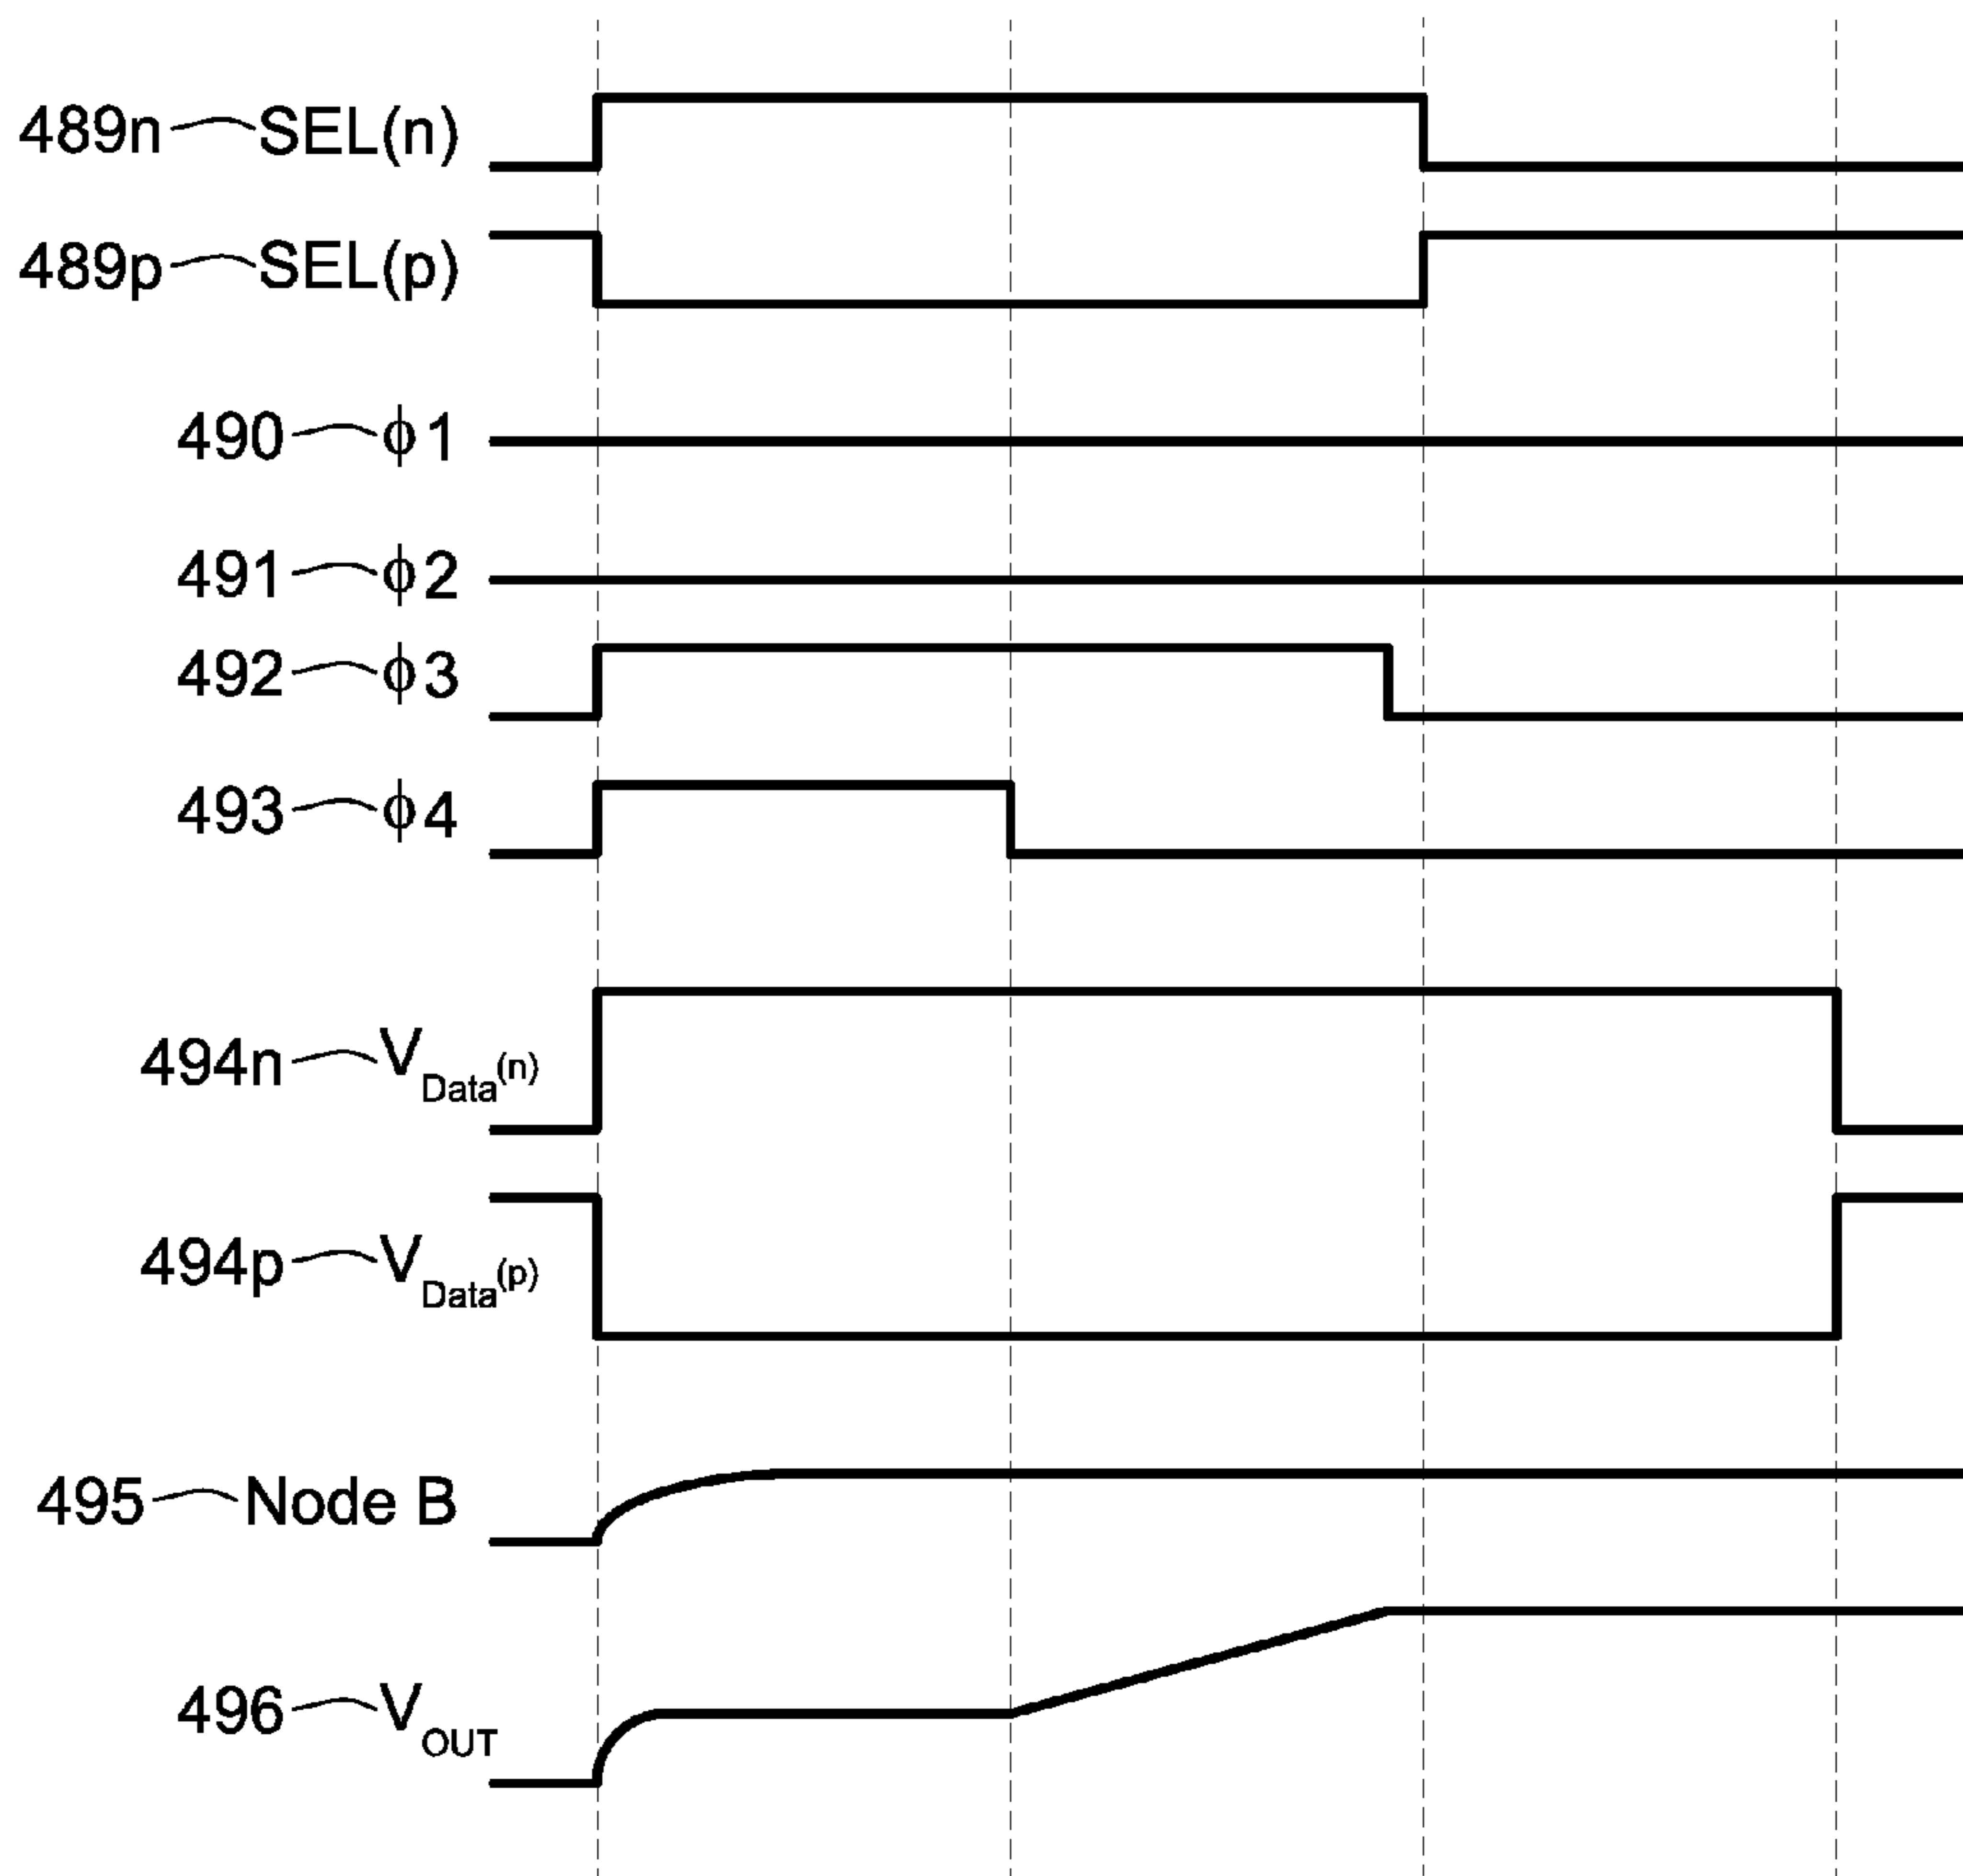 489n SEL(n)
489p SEL(p)
490 ϕ1
491 ϕ2
492 ϕ3
493 ϕ4
494n VData(n)
494p VData(p)
495 Node B
496 VOUT